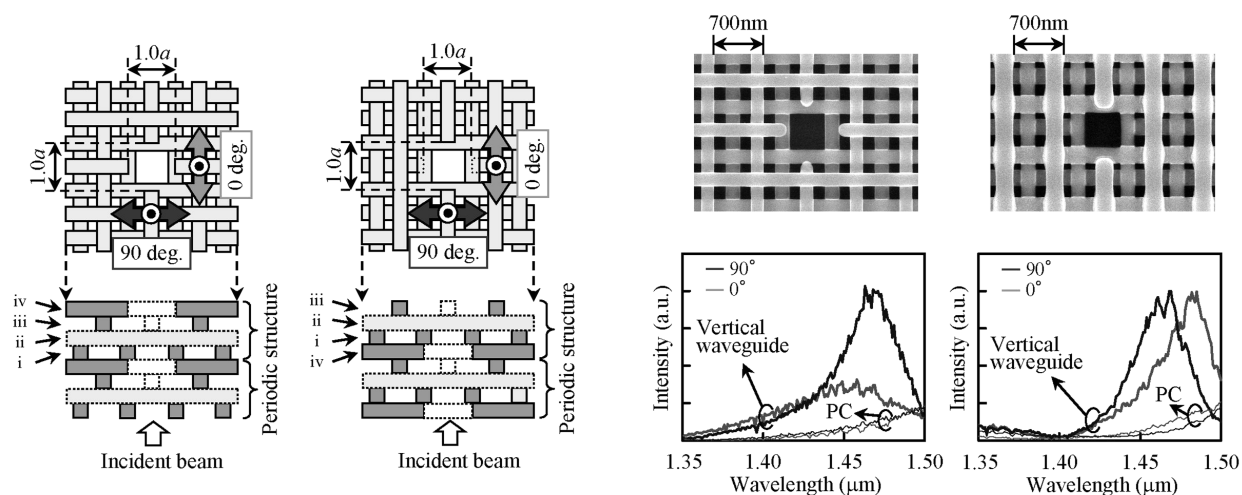 1.0a
1.0a
0 deg.
90 deg.
iv
iii
ii
i
Periodic structure
Incident beam
1.0a
1.0a
0 deg.
90 deg.
iii
ii
i
iv
Periodic structure
Incident beam
700nm
700nm
Intensity (a.u.)
90°
0°
Vertical
waveguide
PC
1.35
1.40
1.45
1.50
Wavelength (μm)
Intensity (a.u.)
90°
0°
Vertical
waveguide
PC
1.35
1.40
1.45
1.50
Wavelength (μm)